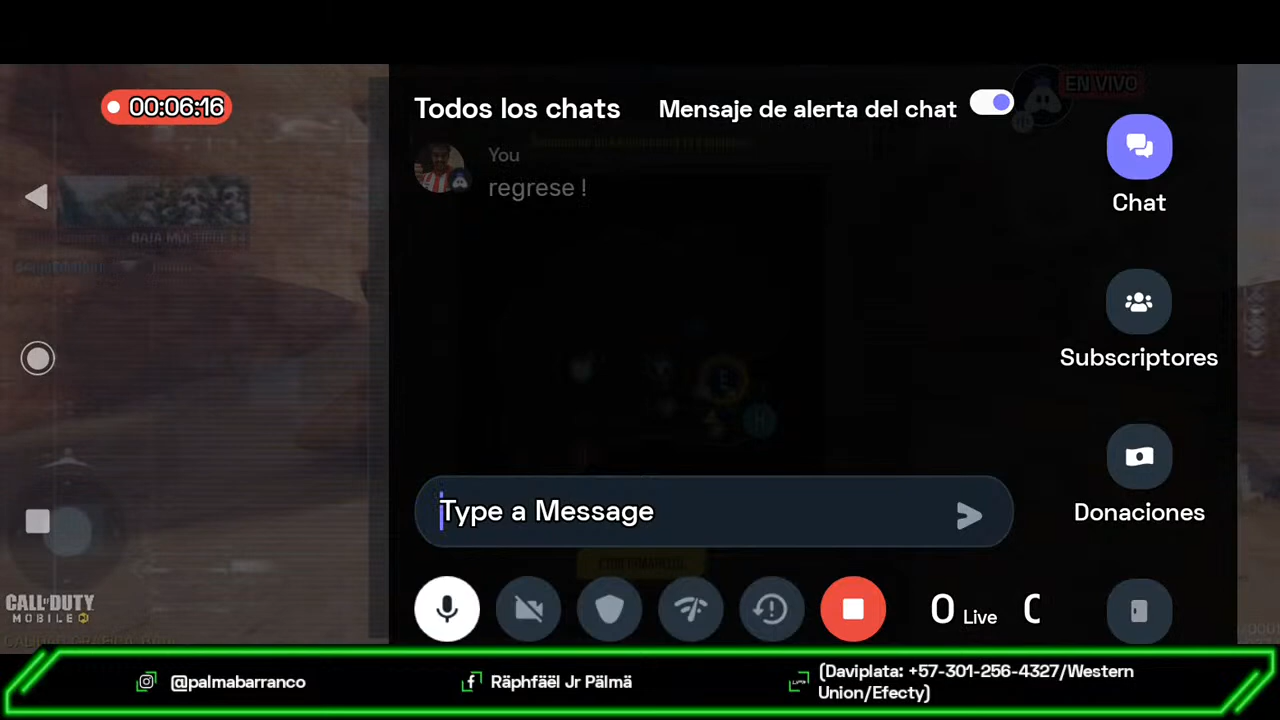 00:06:16
Todos los chats
Mensaje de alerta del chat
EN VIVO
You
regrese !
Chat
Subscriptores
Donaciones
Type a Message
0 Live
CALL OF DUTY
MOBILE
@palmabarranco
Räphfäël Jr Pälmä
(Daviplata: +57-301-256-4327/Western
Union/Efecty)